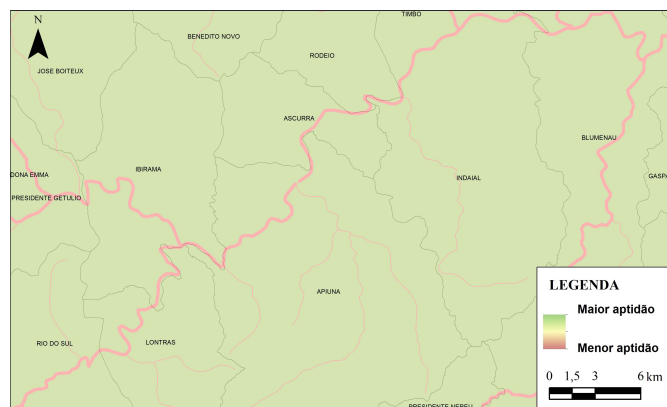 TIMBO
N
BENEDITO NOVO
RODEIO
JOSE BOITEUX
ASCURRA
BLUMENAU
IBIRAMA
DONA EMMA
INDAIAL
GASPA
PRESIDENTE GETULIO
APIUNA
RIO DO SUL
LONTRAS
PRESIDENTE NEREU
LEGENDA
Maior aptidão
Menor aptidão
0 1,5 3 6 km